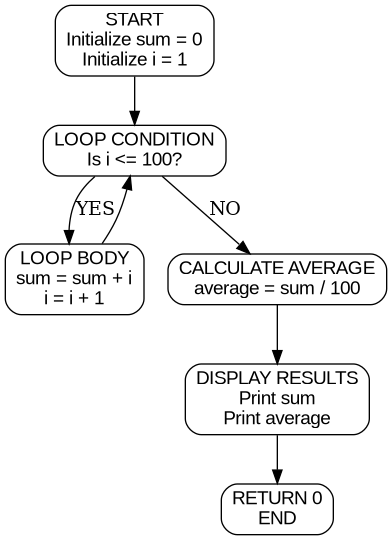 START
Initialize sum = 0
Initialize i = 1
LOOP CONDITION
Is i <= 100?
YES
NO
LOOP BODY
sum = sum + i
i = i + 1
CALCULATE AVERAGE
average = sum / 100
DISPLAY RESULTS
Print sum
Print average
RETURN 0
END